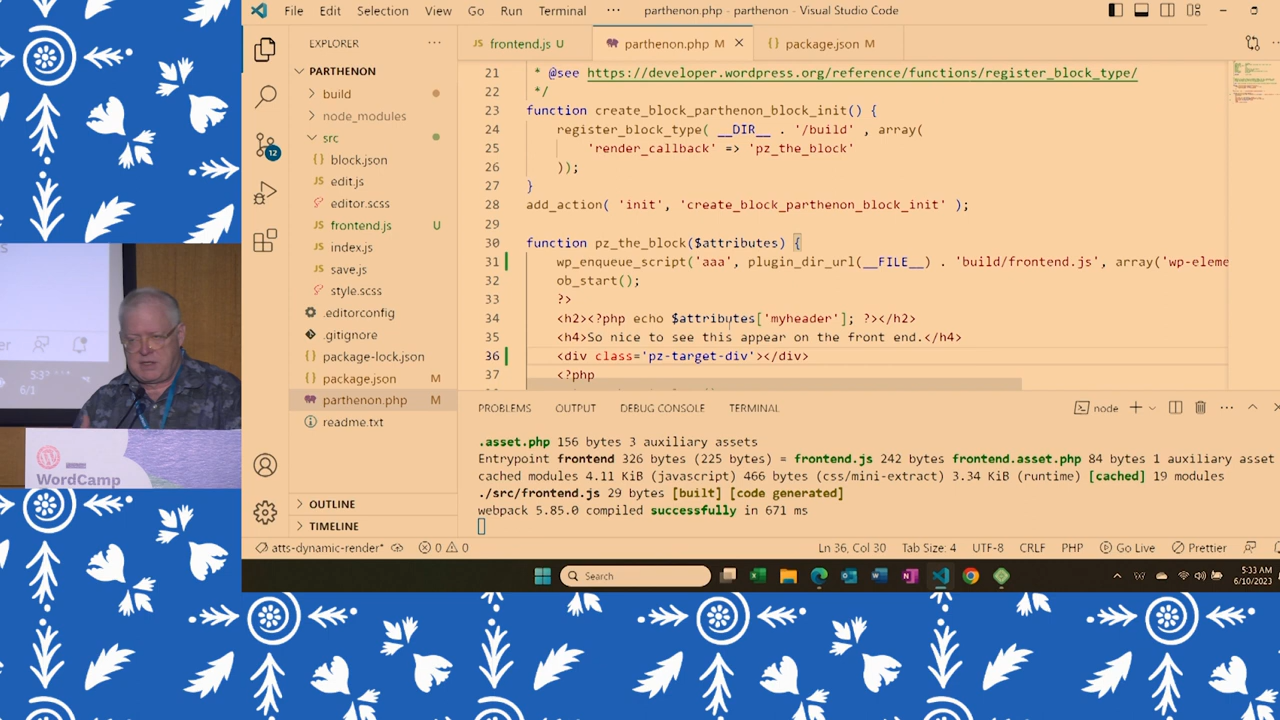 File Edit Selection View Go Run Terminal ··· parthenon.php - parthenon - Visual Studio Code
EXPLORER ···
JS frontend.js U
parthenon.php M ×
{} package.json M
PARTHENON
build
node_modules
src
{} block.json
JS edit.js
editor.scss
JS frontend.js U
JS index.js
JS save.js
style.scss
.editorconfig
.gitignore
package-lock.json
{} package.json M
parthenon.php M
readme.txt
OUTLINE
TIMELINE
12
21 * @see https://developer.wordpress.org/reference/functions/register_block_type/
22 */
23 function create_block_parthenon_block_init() {
24 register_block_type( __DIR__ . '/build' , array(
25 'render_callback' => 'pz_the_block'
26 ));
27 }
28 add_action( 'init', 'create_block_parthenon_block_init' );
29
30 function pz_the_block($attributes) {
31 wp_enqueue_script('aaa', plugin_dir_url(__FILE__) . 'build/frontend.js', array('wp-eleme
32 ob_start();
33 ?>
34 <h2><?php echo $attributes['myheader']; ?></h2>
35 <h4>So nice to see this appear on the front end.</h4>
36 <div class='pz-target-div'></div>
37 <?php
PROBLEMS OUTPUT DEBUG CONSOLE TERMINAL node
.asset.php 156 bytes 3 auxiliary assets
Entrypoint frontend 326 bytes (225 bytes) = frontend.js 242 bytes frontend.asset.php 84 bytes 1 auxiliary asset
cached modules 4.11 KiB (javascript) 466 bytes (css/mini-extract) 3.34 KiB (runtime) [cached] 19 modules
./src/frontend.js 29 bytes [built] [code generated]
webpack 5.85.0 compiled successfully in 671 ms
atts-dynamic-render* 0 0 Ln 36, Col 30 Tab Size: 4 UTF-8 CRLF PHP Go Live Prettier
Search
5:33 AM
6/10/2023
WordCamp